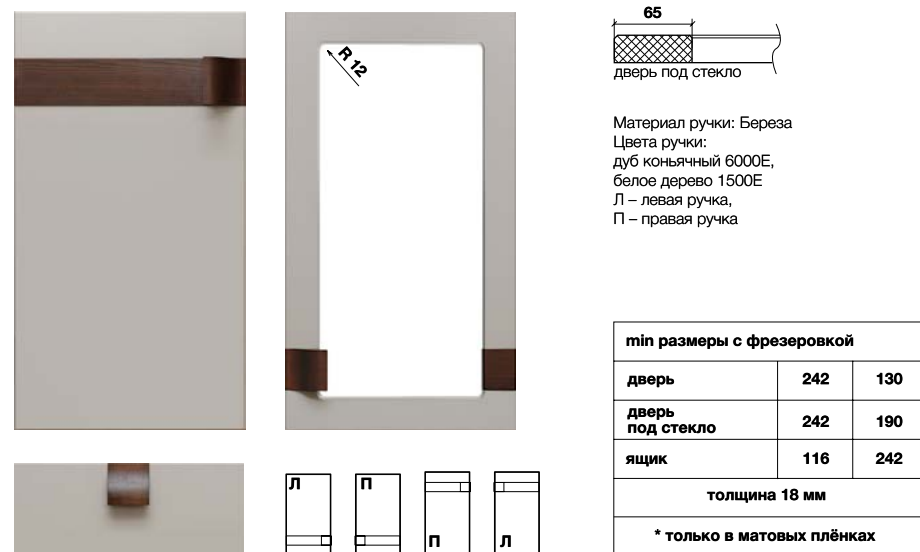 R 12
65
дверь под стекло
Материал ручки: Береза
Цвета ручки:
дуб коньячный 6000Е,
белое дерево 1500Е
Л – левая ручка,
П – правая ручка
min размеры с фрезеровкой
дверь 242 130
дверь
под стекло 242 190
ящик 116 242
толщина 18 мм
* только в матовых плёнках
Л П
П Л